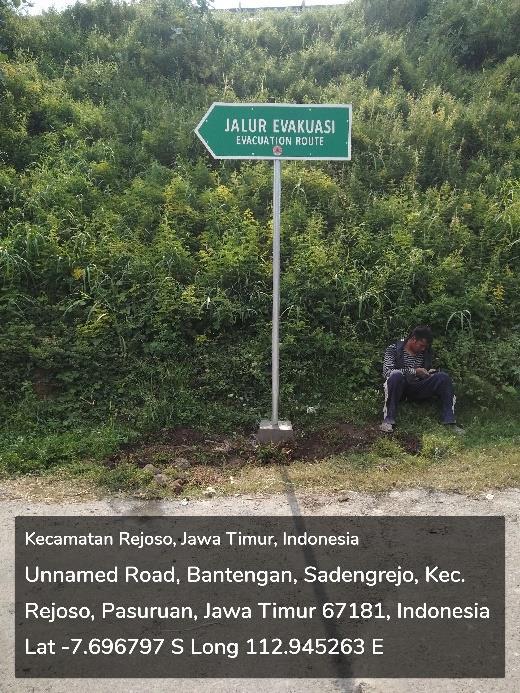 JALUR EVAKUASI
EVACUATION ROUTE
Kecamatan Rejoso, Jawa Timur, Indonesia
Unnamed Road, Bantengan, Sadengrejo, Kec.
Rejoso, Pasuruan, Jawa Timur 67181, Indonesia
Lat -7.696797 S Long 112.945263 E